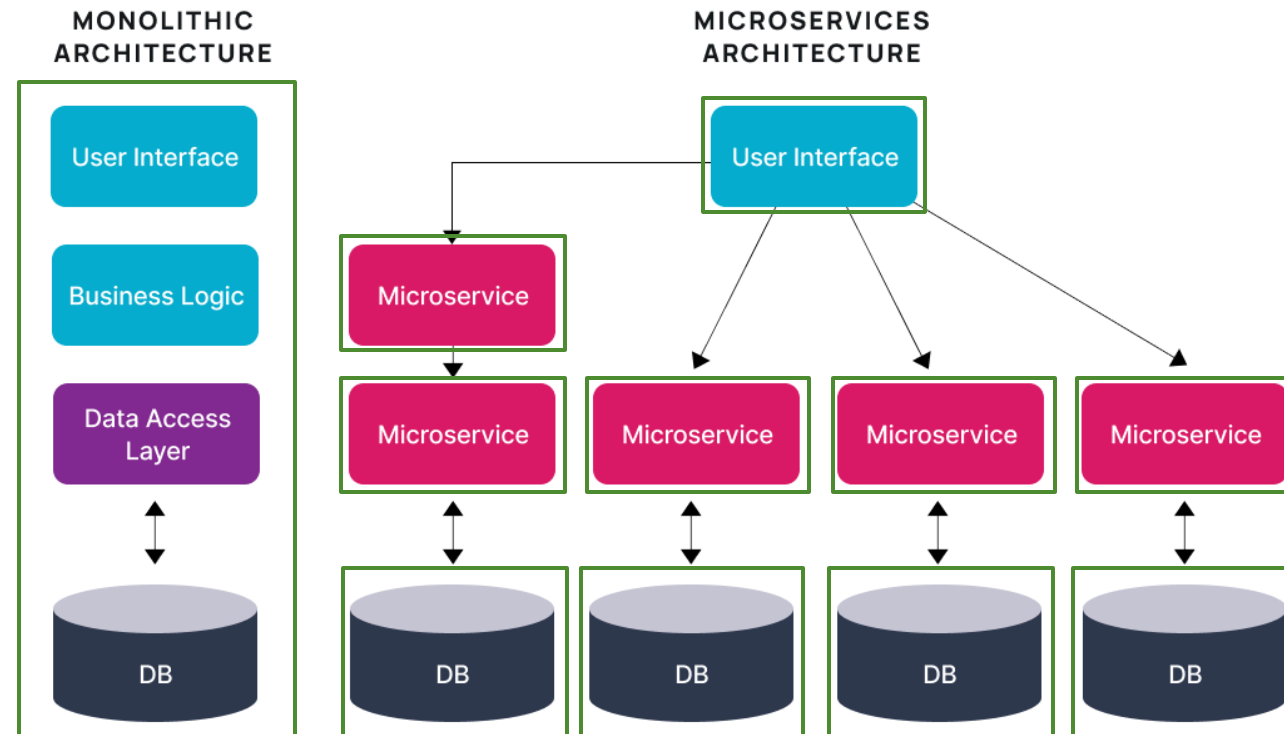 MONOLITHIC
ARCHITECTURE
User Interface
Business Logic
Data Access
Layer
DB
MICROSERVICES
ARCHITECTURE
User Interface
Microservice
Microservice
Microservice
Microservice
Microservice
DB
DB
DB
DB